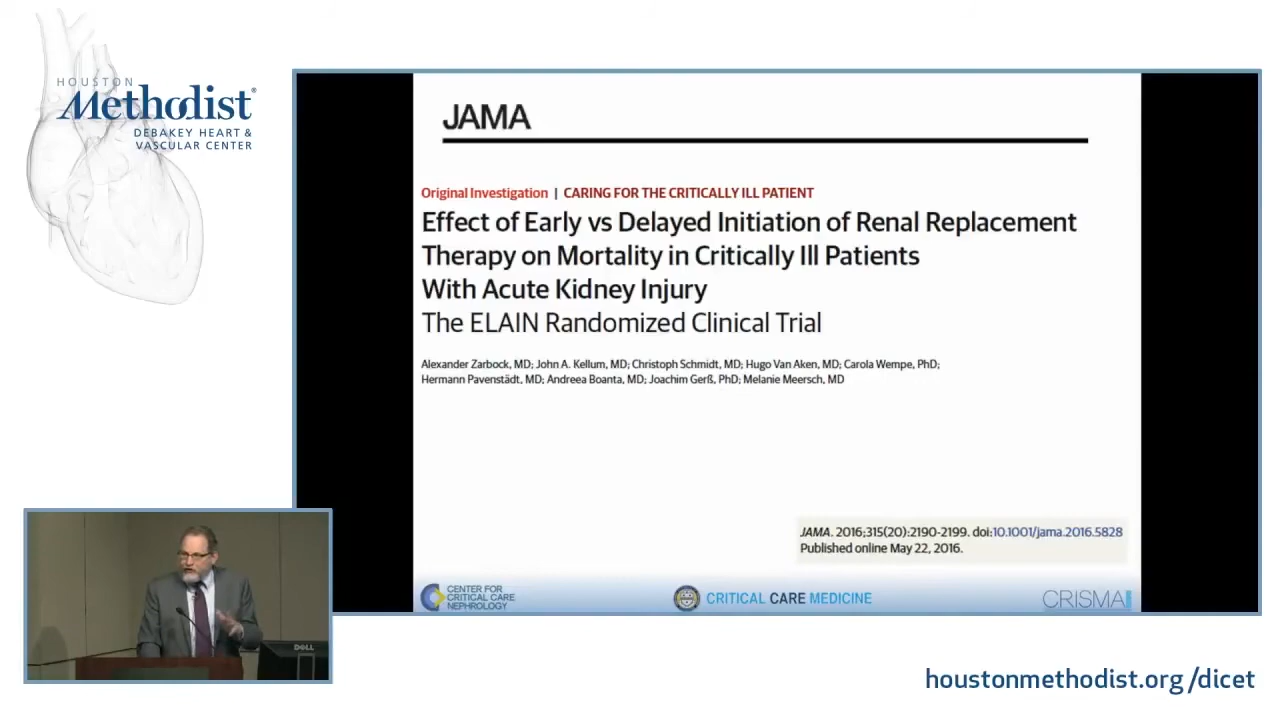 HOUSTON
Methodist®
DEBAKEY HEART &
VASCULAR CENTER
JAMA
Original Investigation | CARING FOR THE CRITICALLY ILL PATIENT
Effect of Early vs Delayed Initiation of Renal Replacement
Therapy on Mortality in Critically Ill Patients
With Acute Kidney Injury
The ELAIN Randomized Clinical Trial
Alexander Zarbock, MD; John A. Kellum, MD; Christoph Schmidt, MD; Hugo Van Aken, MD; Carola Wempe, PhD;
Hermann Pavenstädt, MD; Andreea Boanta, MD; Joachim Gerß, PhD; Melanie Meersch, MD
JAMA. 2016;315(20):2190-2199. doi:10.1001/jama.2016.5828
Published online May 22, 2016.
CENTER FOR
CRITICAL CARE
NEPHROLOGY
CRITICAL CARE MEDICINE
CRISMA
DELL
houstonmethodist.org/dicet